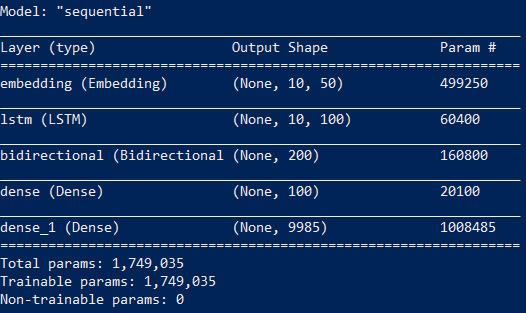 Model: "sequential"
Layer (type) Output Shape Param #
embedding (Embedding) (None, 10, 50) 499250
lstm (LSTM) (None, 10, 100) 60400
bidirectional (Bidirectional (None, 200) 160800
dense (Dense) (None, 100) 20100
dense_1 (Dense) (None, 9985) 1008485
Total params: 1,749,035
Trainable params: 1,749,035
Non-trainable params: 0